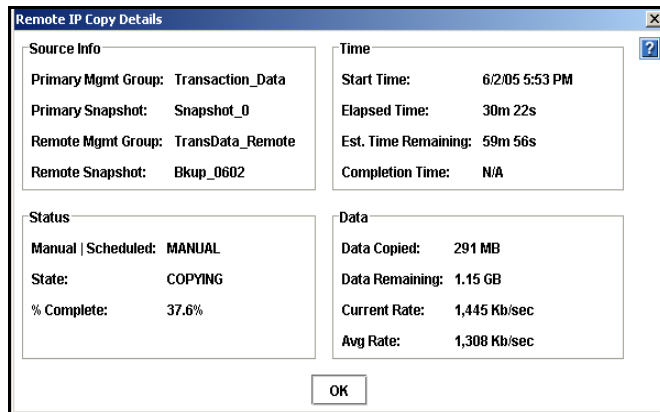 Remote IP Copy Details
Source Info
Primary Mgmt Group: Transaction_Data
Primary Snapshot: Snapshot_0
Remote Mgmt Group: TransData_Remote
Remote Snapshot: Bkup_0602
Time
Start Time: 6/2/05 5:53 PM
Elapsed Time: 30m 22s
Est. Time Remaining: 59m 56s
Completion Time: N/A
Status
Manual | Scheduled: MANUAL
State: COPYING
% Complete: 37.6%
Data
Data Copied: 291 MB
Data Remaining: 1.15 GB
Current Rate: 1,445 Kb/sec
Avg Rate: 1,308 Kb/sec
OK
?